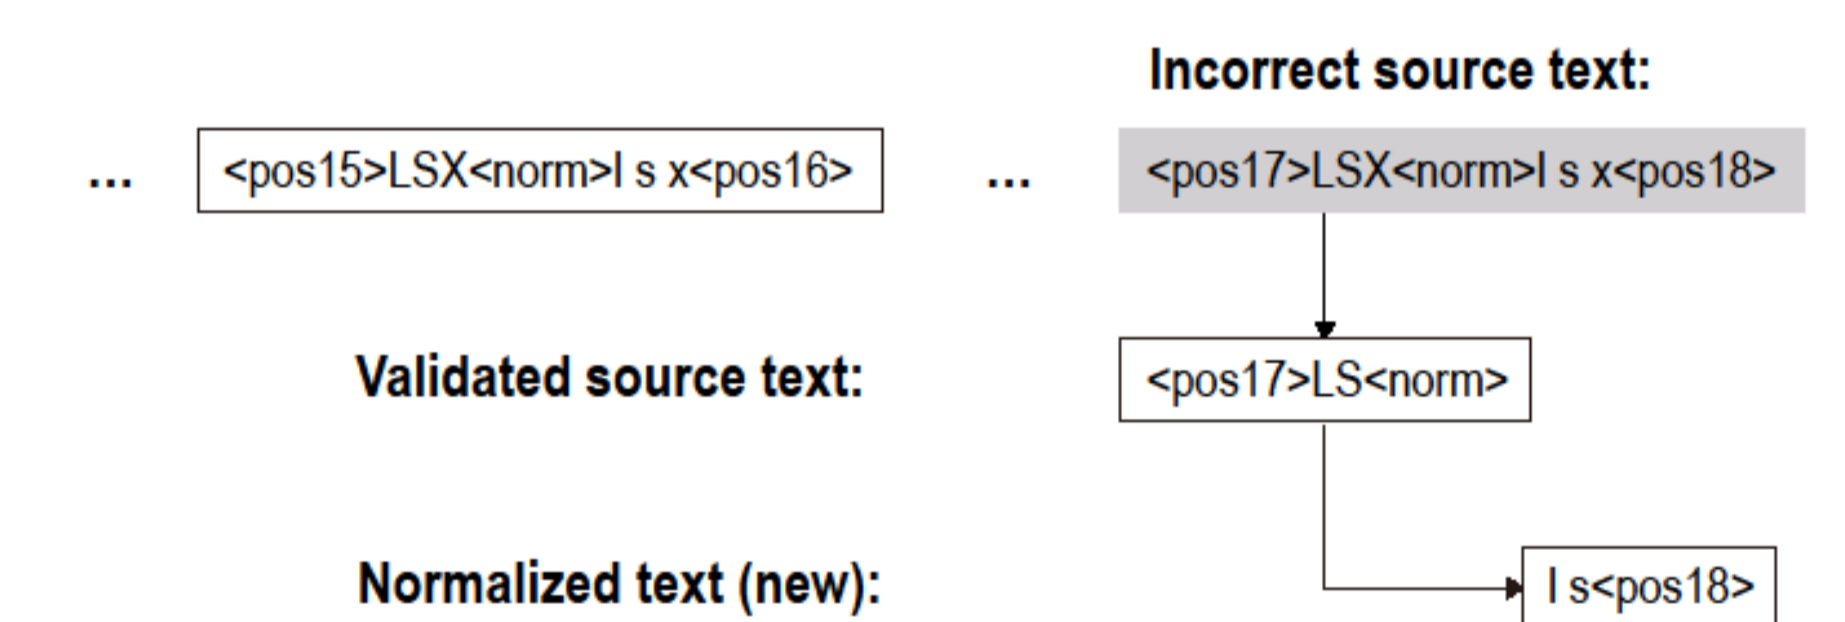 Incorrect source text:
... <pos15>LSX<norm>l s x<pos16> ... <pos17>LSX<norm>l s x<pos18>
Validated source text: <pos17>LS<norm>
Normalized text (new): l s<pos18>